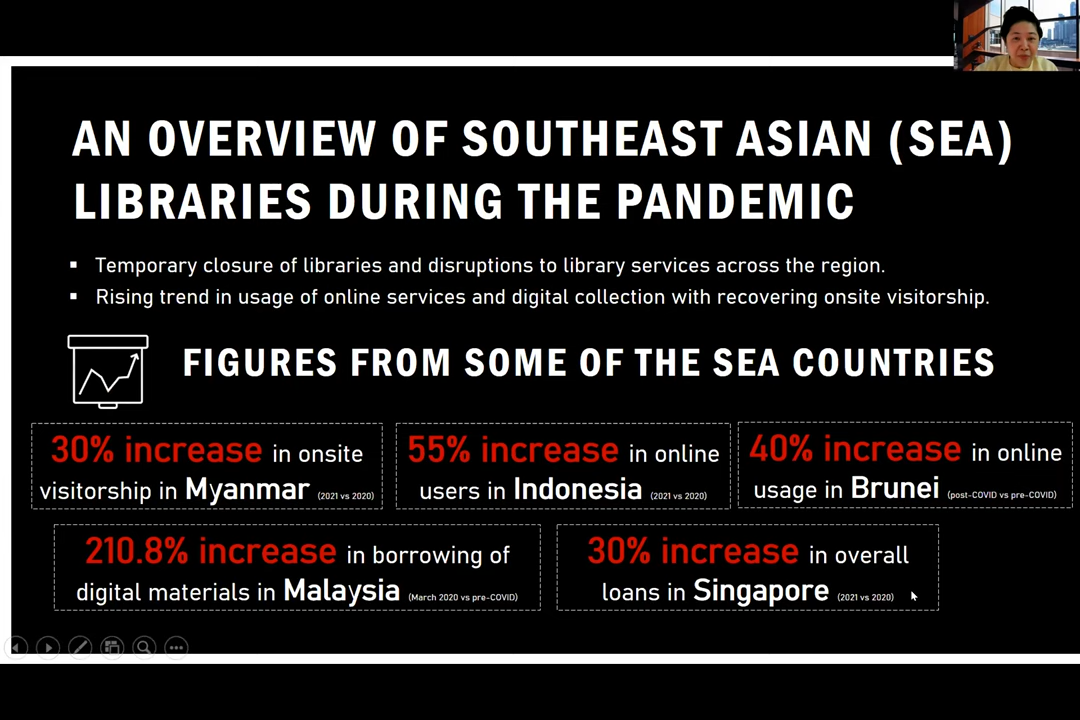 AN OVERVIEW OF SOUTHEAST ASIAN (SEA)
LIBRARIES DURING THE PANDEMIC
▪ Temporary closure of libraries and disruptions to library services across the region.
▪ Rising trend in usage of online services and digital collection with recovering onsite visitorship.
FIGURES FROM SOME OF THE SEA COUNTRIES
30% increase in onsite
visitorship in Myanmar (2021 vs 2020)
55% increase in online
users in Indonesia (2021 vs 2020)
40% increase in online
usage in Brunei (post-COVID vs pre-COVID)
210.8% increase in borrowing of
digital materials in Malaysia (March 2020 vs pre-COVID)
30% increase in overall
loans in Singapore (2021 vs 2020)